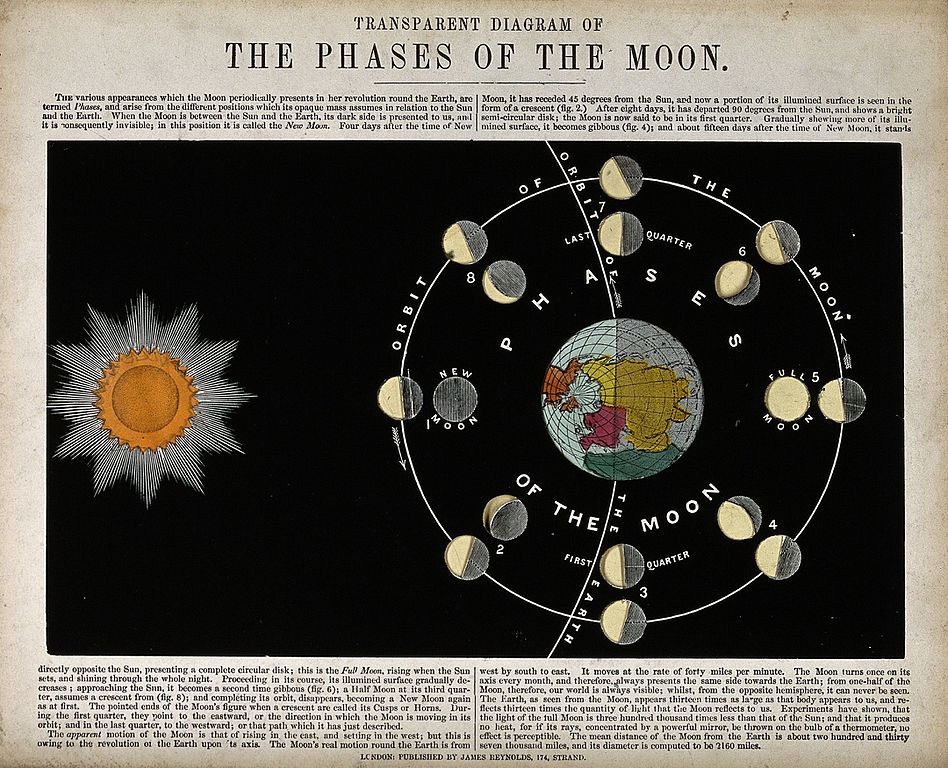 TRANSPARENT DIAGRAM OF
THE PHASES OF THE MOON.
THE various appearances which the Moon periodically presents in her revolution round the Earth, are
termed Phases, and arise from the different positions which its opaque mass assumes in relation to the Sun
and the Earth. When the Moon is between the Sun and the Earth, its dark side is presented to us, and
it is consequently invisible; in this position it is called the New Moon. Four days after the time of New
Moon, it has receded 45 degrees from the Sun, and now a portion of its illumined surface is seen in the
form of a crescent (fig. 2.) After eight days, it has departed 90 degrees from the Sun, and shows a bright
semi-circular disk; the Moon is now said to be in its first quarter. Gradually shewing more of its illu-
mined surface, it becomes gibbous (fig. 4); and about fifteen days after the time of New Moon, it stands
ORBIT OF THE MOON
ORBIT OF THE EARTH
PHASES
OF THE MOON
7
LAST QUARTER
6
8
NEW
MOON
1
FULL
MOON
5
2
4
FIRST QUARTER
3
directly opposite the Sun, presenting a complete circular disk; this is the Full Moon, rising when the Sun
sets, and shining through the whole night. Proceeding in its course, its illumined surface gradually de-
creases; approaching the Sun, it becomes a second time gibbous (fig. 6); a Half Moon at its third quar-
ter, assumes a crescent from (fig. 8); and completing its orbit, disappears, becoming a New Moon again
as at first. The pointed ends of the Moon's figure when a crescent are called its Cusps or Horns. Dur-
ing the first quarter, they point to the eastward, or the direction in which the Moon is moving in its
orbit; and in the last quarter, to the westward; or that path which it has just described.
The apparent motion of the Moon is that of rising in the east, and setting in the west; but this is
owing to the revolution of the Earth upon its axis. The Moon's real motion round the Earth is from
west by south to east. It moves at the rate of forty miles per minute. The Moon turns once on its
axis every month, and therefore always presents the same side towards the Earth; from one-half of the
Moon, therefore, our world is always visible; whilst, from the opposite hemisphere, it can never be seen.
The Earth, as seen from the Moon, appears thirteen times as large as that body appears to us, and re-
flects thirteen times the quantity of light that the Moon reflects to us. Experiments have shown, that
the light of the full Moon is three hundred thousand times less than that of the Sun; and that it produces
no heat, for if its rays, concentrated by a powerful mirror, be thrown on the bulb of a thermometer, no
effect is perceptible. The mean distance of the Moon from the Earth is about two hundred and thirty
seven thousand miles, and its diameter is computed to be 2160 miles.
LONDON: PUBLISHED BY JAMES REYNOLDS, 174, STRAND.